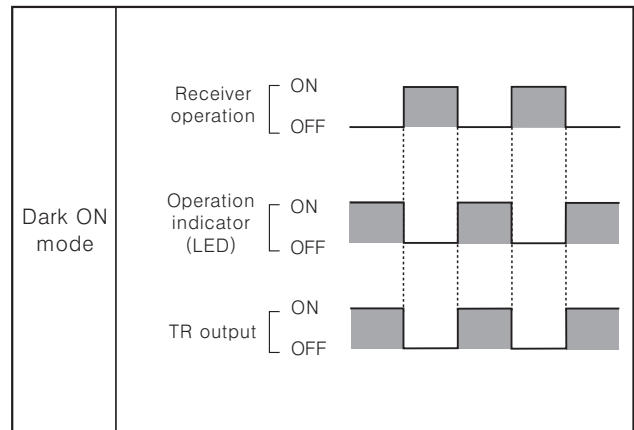 Dark ON
mode
Receiver
operation
ON
OFF
Operation
indicator
(LED)
ON
OFF
TR output
ON
OFF